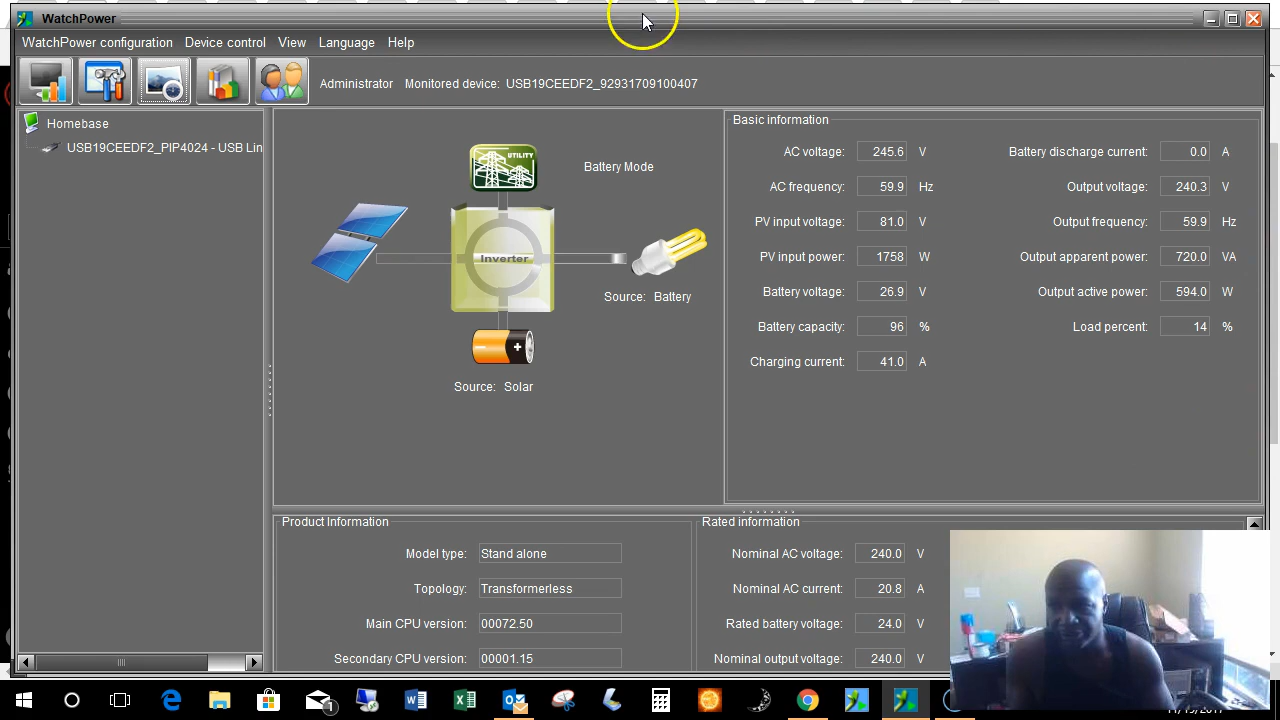 WatchPower
WatchPower configuration Device control View Language Help
Administrator Monitored device: USB19CEEDF2_92931709100407
Homebase
USB19CEEDF2_PIP4024 - USB Lin
UTILITY
Battery Mode
Inverter
Source: Battery
Source: Solar
Basic information
AC voltage: 245.6 V
AC frequency: 59.9 Hz
PV input voltage: 81.0 V
PV input power: 1758 W
Battery voltage: 26.9 V
Battery capacity: 96 %
Charging current: 41.0 A
Battery discharge current: 0.0 A
Output voltage: 240.3 V
Output frequency: 59.9 Hz
Output apparent power: 720.0 VA
Output active power: 594.0 W
Load percent: 14 %
Product Information
Model type: Stand alone
Topology: Transformerless
Main CPU version: 00072.50
Secondary CPU version: 00001.15
Rated information
Nominal AC voltage: 240.0 V
Nominal AC current: 20.8 A
Rated battery voltage: 24.0 V
Nominal output voltage: 240.0 V